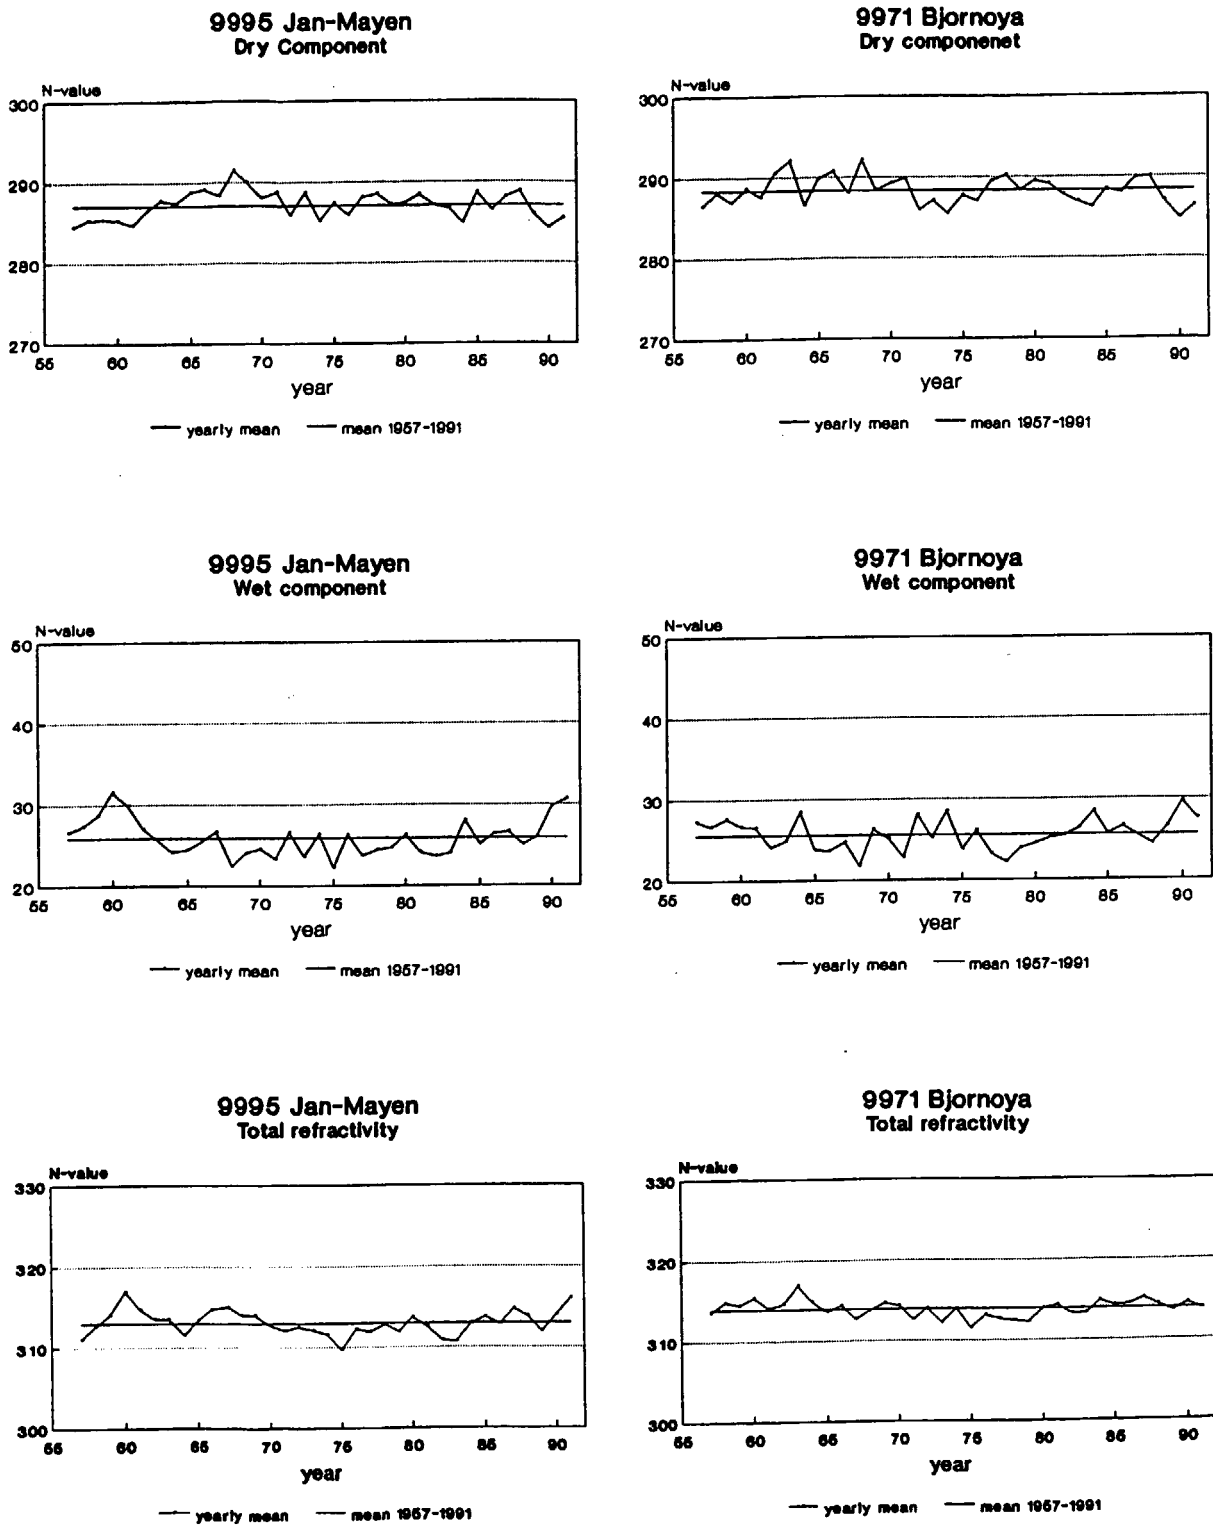 9995 Jan-Mayen
Dry Component
N-value
300
290
280
270
55 60 65 70 75 80 85 90
year
yearly mean mean 1957-1991
9971 Bjornoya
Dry componenet
N-value
300
290
280
270
55 60 65 70 75 80 85 90
year
yearly mean mean 1957-1991
9995 Jan-Mayen
Wet component
N-value
50
40
30
20
55 60 65 70 75 80 85 90
year
yearly mean mean 1957-1991
9971 Bjornoya
Wet component
N-value
50
40
30
20
55 60 65 70 75 80 85 90
year
yearly mean mean 1957-1991
9995 Jan-Mayen
Total refractivity
N-value
330
320
310
300
55 60 65 70 75 80 85 90
year
yearly mean mean 1957-1991
9971 Bjornoya
Total refractivity
N-value
330
320
310
300
55 60 65 70 75 80 85 90
year
yearly mean mean 1957-1991